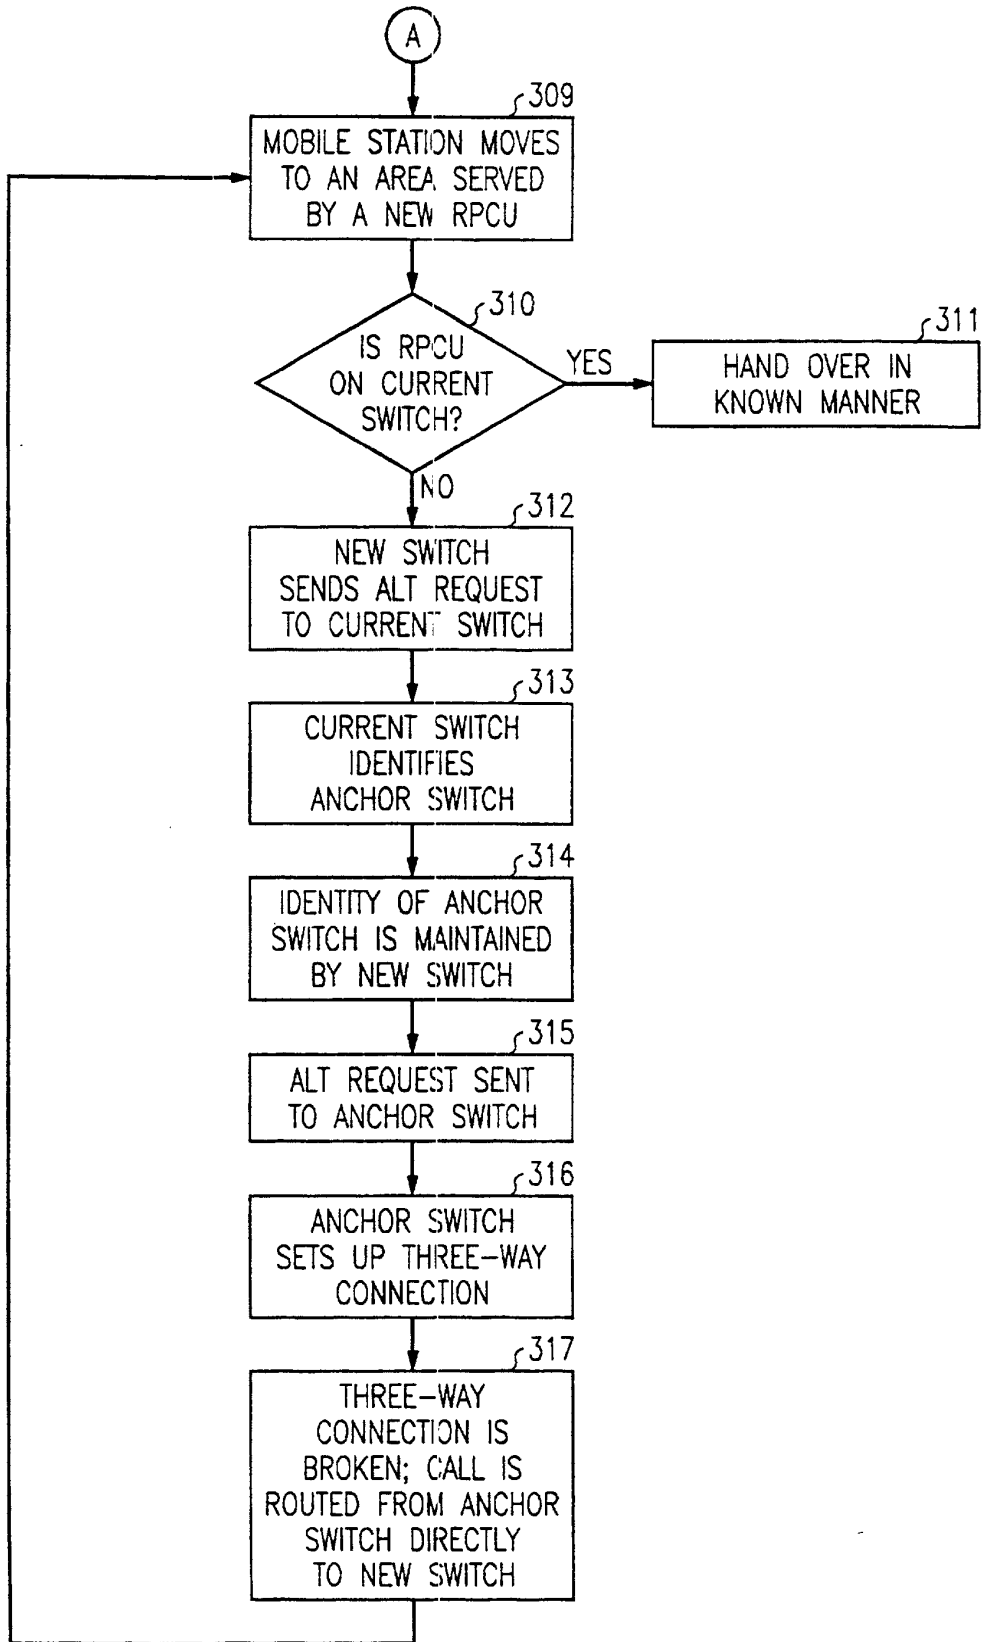 A
309
MOBILE STATION MOVES
TO AN AREA SERVED
BY A NEW RPCU
310
IS RPCU
ON CURRENT
SWITCH?
YES
311
HAND OVER IN
KNOWN MANNER
NO
312
NEW SWITCH
SENDS ALT REQUEST
TO CURRENT SWITCH
313
CURRENT SWITCH
IDENTIFIES
ANCHOR SWITCH
314
IDENTITY OF ANCHOR
SWITCH IS MAINTAINED
BY NEW SWITCH
315
ALT REQUEST SENT
TO ANCHOR SWITCH
316
ANCHOR SWITCH
SETS UP THREE-WAY
CONNECTION
317
THREE-WAY
CONNECTION IS
BROKEN; CALL IS
ROUTED FROM ANCHOR
SWITCH DIRECTLY
TO NEW SWITCH